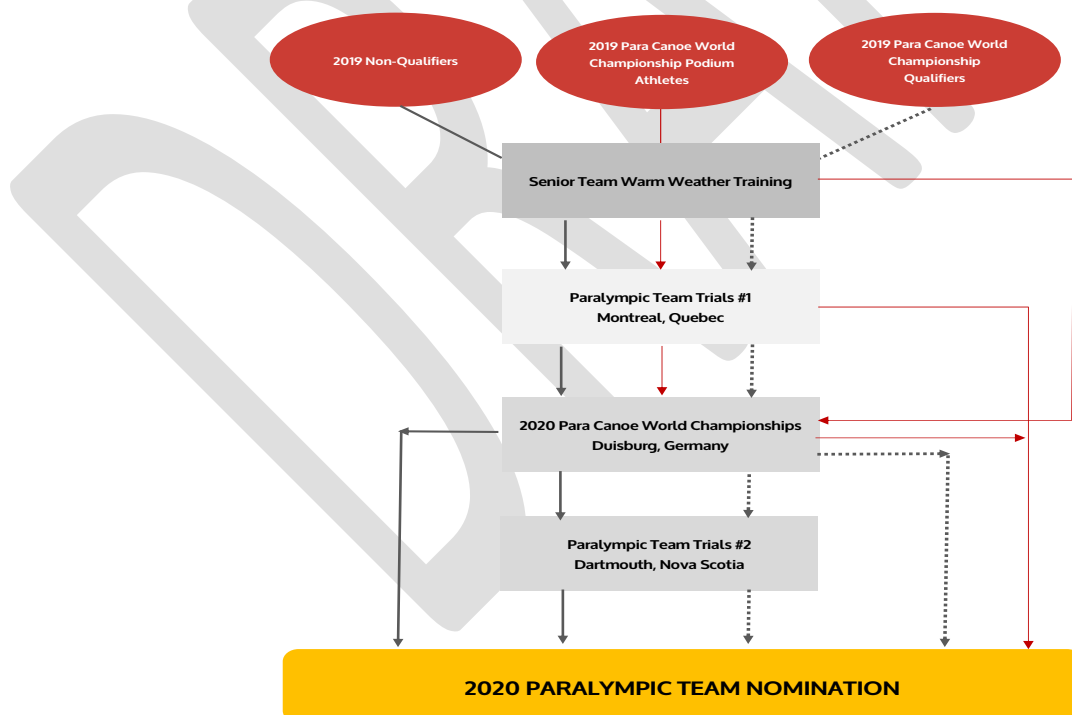 2019 Non-Qualifiers
2019 Para Canoe World
Championship Podium
Athletes
2019 Para Canoe World
Championship
Qualifiers
Senior Team Warm Weather Training
Paralympic Team Trials #1
Montreal, Quebec
2020 Para Canoe World Championships
Duisburg, Germany
Paralympic Team Trials #2
Dartmouth, Nova Scotia
2020 PARALYMPIC TEAM NOMINATION